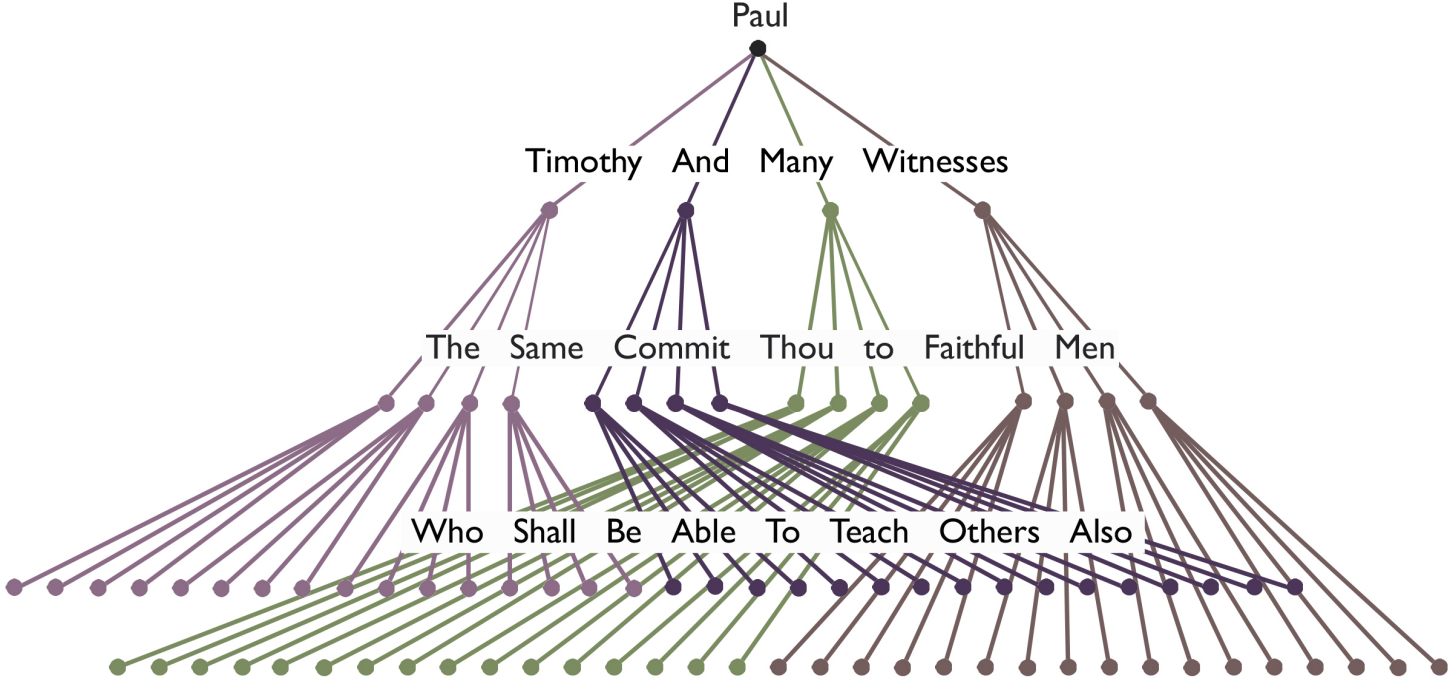 Paul
Timothy And Many Witnesses
The Same Commit Thou to Faithful Men
Who Shall Be Able To Teach Others Also